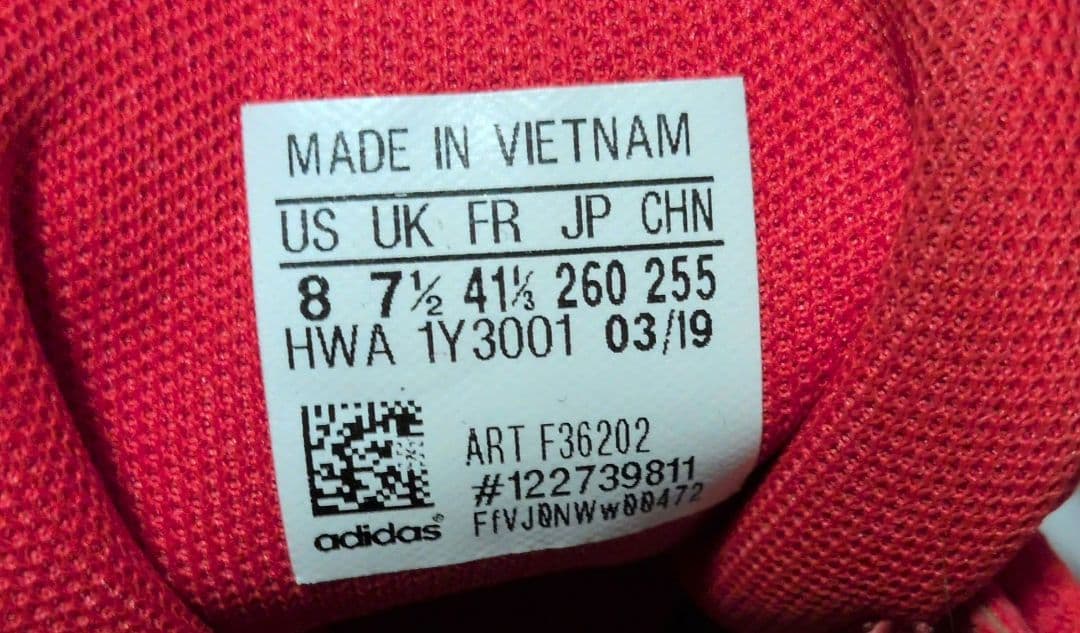 MADE IN VIETNAM
US UK FR JP CHN
8 7½ 41⅓ 260 255
HWA 1Y3001 03/19
ART F36202
#122739811
FfVJ0NWw00472
adidas®